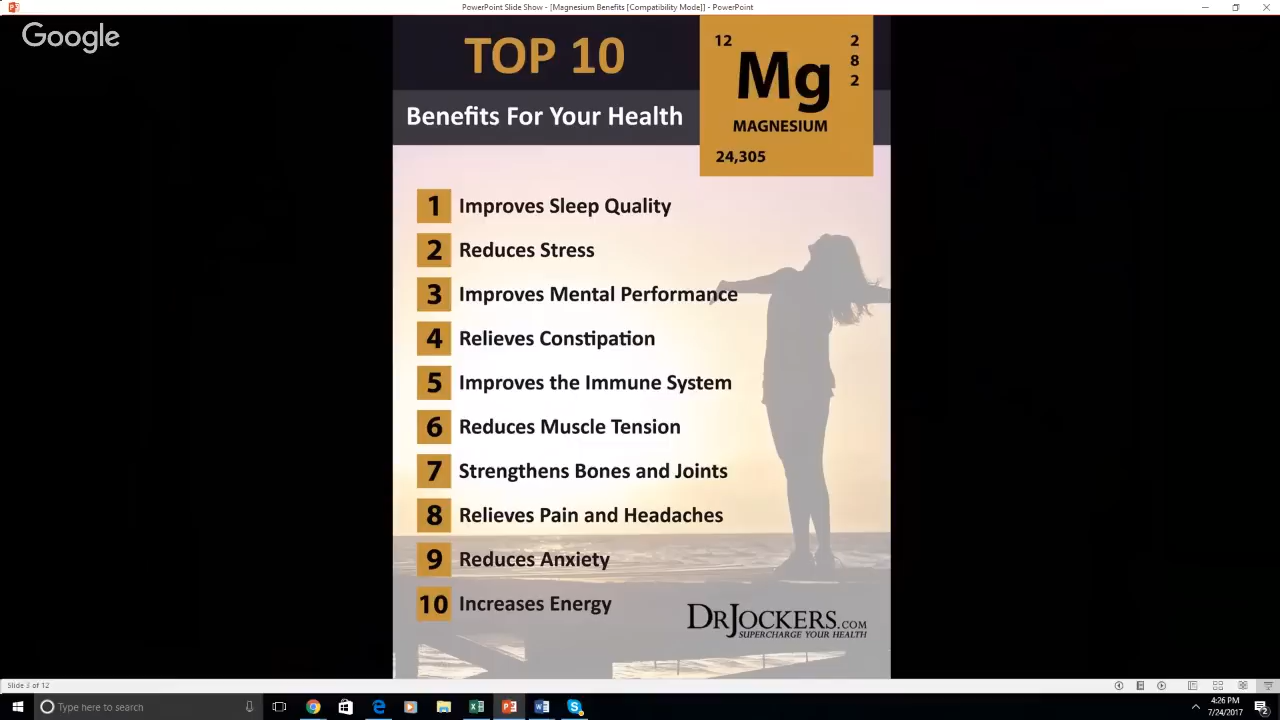 PowerPoint Slide Show - [Magnesium Benefits [Compatibility Mode]] - PowerPoint
Google
TOP 10
Benefits For Your Health
12
2
8
2
Mg
MAGNESIUM
24,305
1 Improves Sleep Quality
2 Reduces Stress
3 Improves Mental Performance
4 Relieves Constipation
5 Improves the Immune System
6 Reduces Muscle Tension
7 Strengthens Bones and Joints
8 Relieves Pain and Headaches
9 Reduces Anxiety
10 Increases Energy
DRJOCKERS.COM
SUPERCHARGE YOUR HEALTH
Slide 3 of 12
Type here to search
4:26 PM
7/24/2017
2